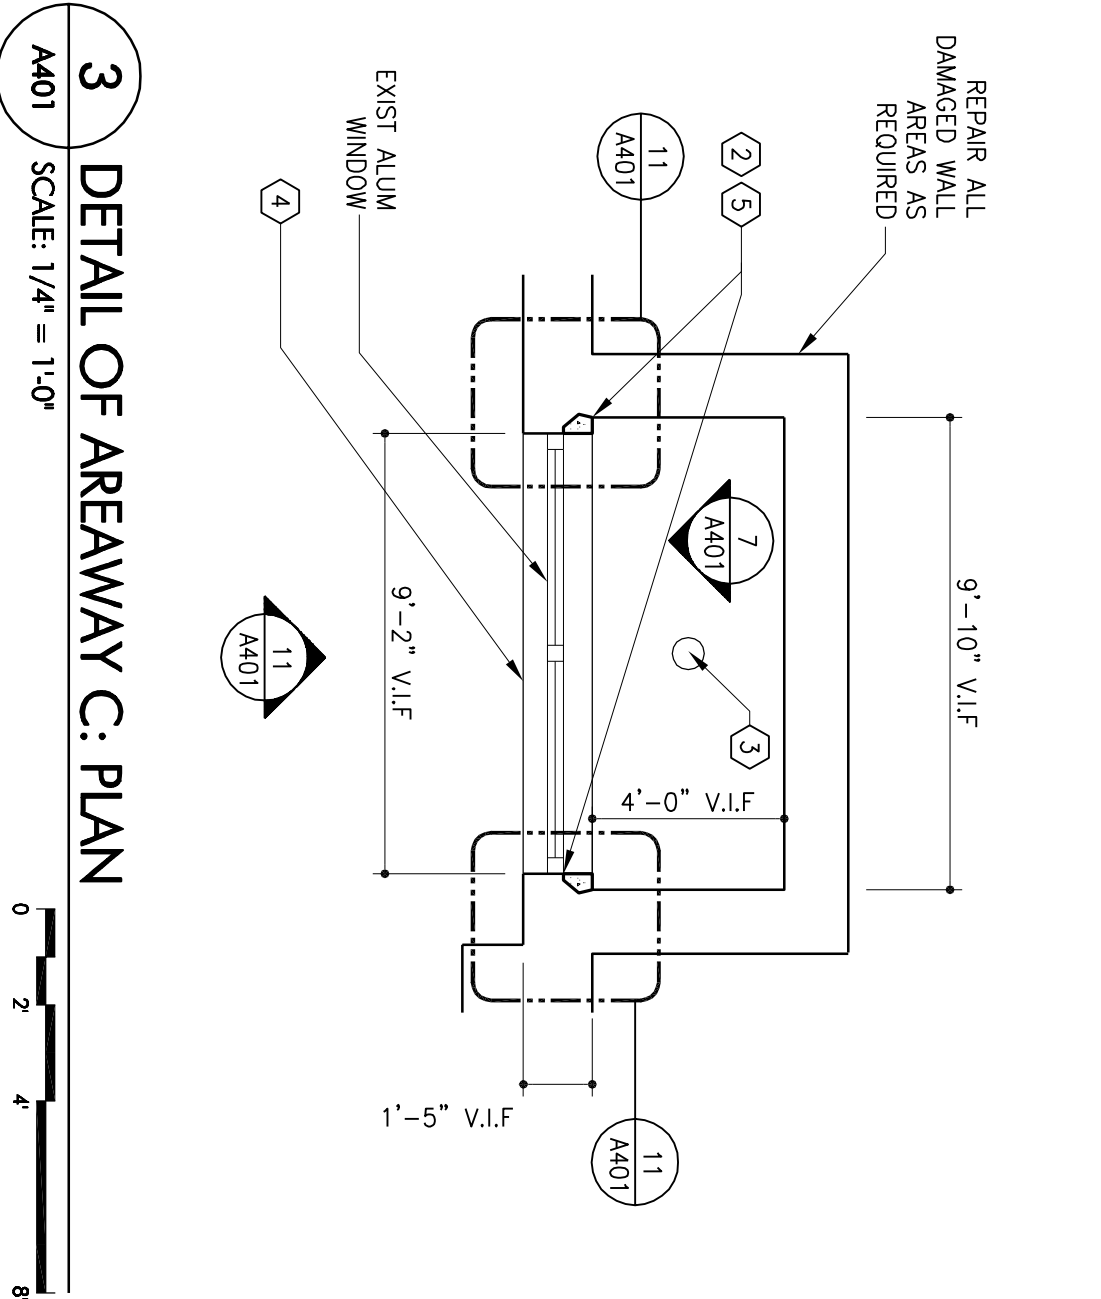 REPAIR ALL
DAMAGED WALL
AREAS AS
REQUIRED
9'-10" V.I.F
2
5
11
A401
7
A401
3
4'-0" V.I.F
EXIST ALUM
WINDOW
4
9'-2" V.I.F
11
A401
1'-5" V.I.F
11
A401
3
A401
DETAIL OF AREAWAY C: PLAN
SCALE: 1/4" = 1'-0"
0 2' 4' 8'